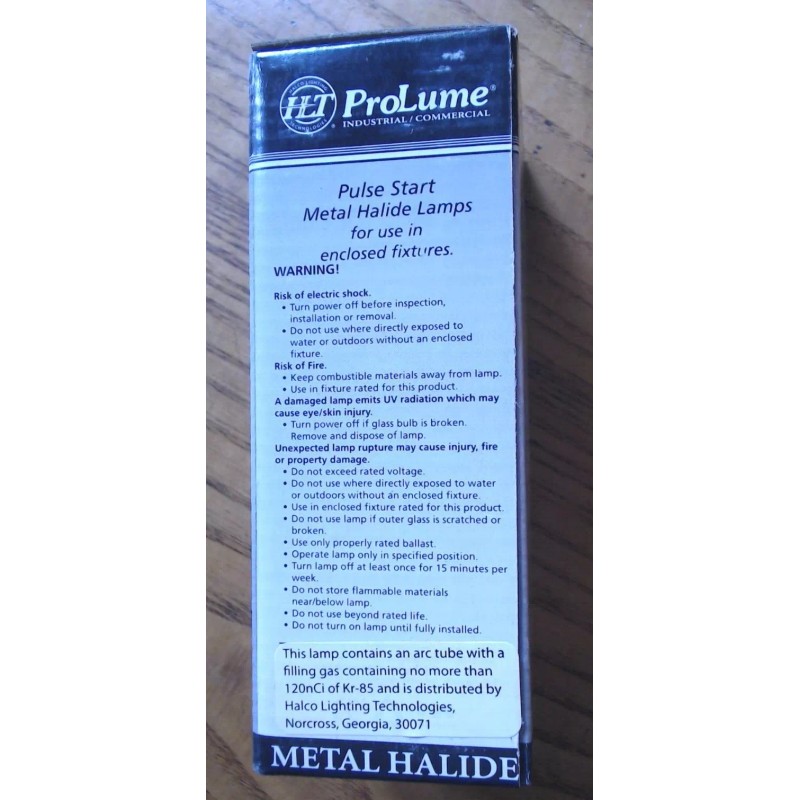 HLT ProLume®
INDUSTRIAL / COMMERCIAL
Pulse Start
Metal Halide Lamps
for use in
enclosed fixtures.
WARNING!
Risk of electric shock.
• Turn power off before inspection,
installation or removal.
• Do not use where directly exposed to
water or outdoors without an enclosed
fixture.
Risk of Fire.
• Keep combustible materials away from lamp.
• Use in fixture rated for this product.
A damaged lamp emits UV radiation which may
cause eye/skin injury.
• Turn power off if glass bulb is broken.
Remove and dispose of lamp.
Unexpected lamp rupture may cause injury, fire
or property damage.
• Do not exceed rated voltage.
• Do not use where directly exposed to water
or outdoors without an enclosed fixture.
• Use in enclosed fixture rated for this product.
• Do not use lamp if outer glass is scratched or
broken.
• Use only properly rated ballast.
• Operate lamp only in specified position.
• Turn lamp off at least once for 15 minutes per
week.
• Do not store flammable materials
near/below lamp.
• Do not use beyond rated life.
• Do not turn on lamp until fully installed.
This lamp contains an arc tube with a
filling gas containing no more than
120nCi of Kr-85 and is distributed by
Halco Lighting Technologies,
Norcross, Georgia, 30071
METAL HALIDE